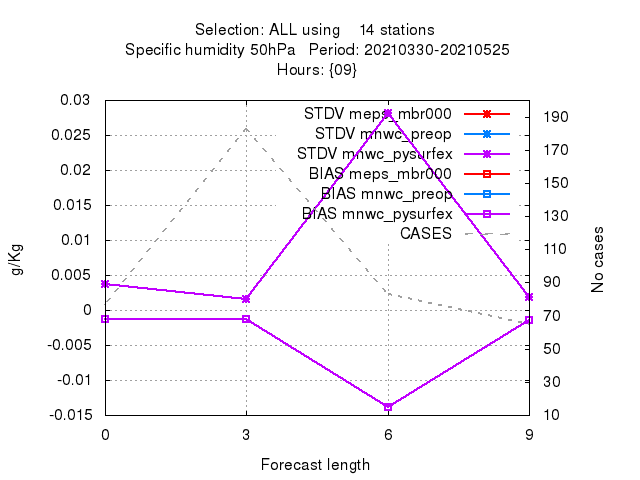 Selection: ALL using    14 stations
Specific humidity 50hPa   Period: 20210330-20210525
Hours: {09}
0.03
0.025
0.02
0.015
0.01
0.005
0
-0.005
-0.01
-0.015
g/Kg
STDV meps_mbr000
STDV mnwc_preop
STDV mnwc_pysurfex
BIAS meps_mbr000
BIAS mnwc_preop
BIAS mnwc_pysurfex
CASES
190
170
150
130
110
90
70
50
30
10
No cases
0 3 6 9
Forecast length